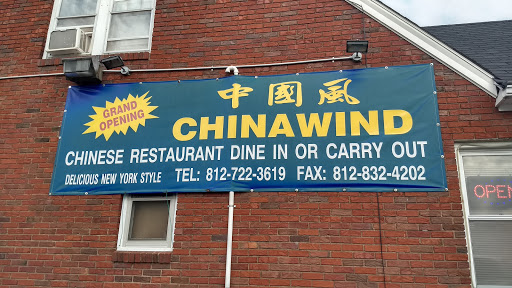 GRAND
OPENING
中國風
CHINAWIND
CHINESE RESTAURANT DINE IN OR CARRY OUT
DELICIOUS NEW YORK STYLE TEL: 812-722-3619 FAX: 812-832-4202
OPEN